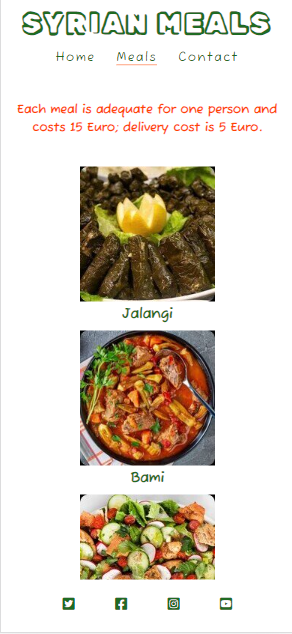 SYRIAN MEALS
Home Meals Contact
Each meal is adequate for one person and
costs 15 Euro; delivery cost is 5 Euro.
Jalangi
Bami